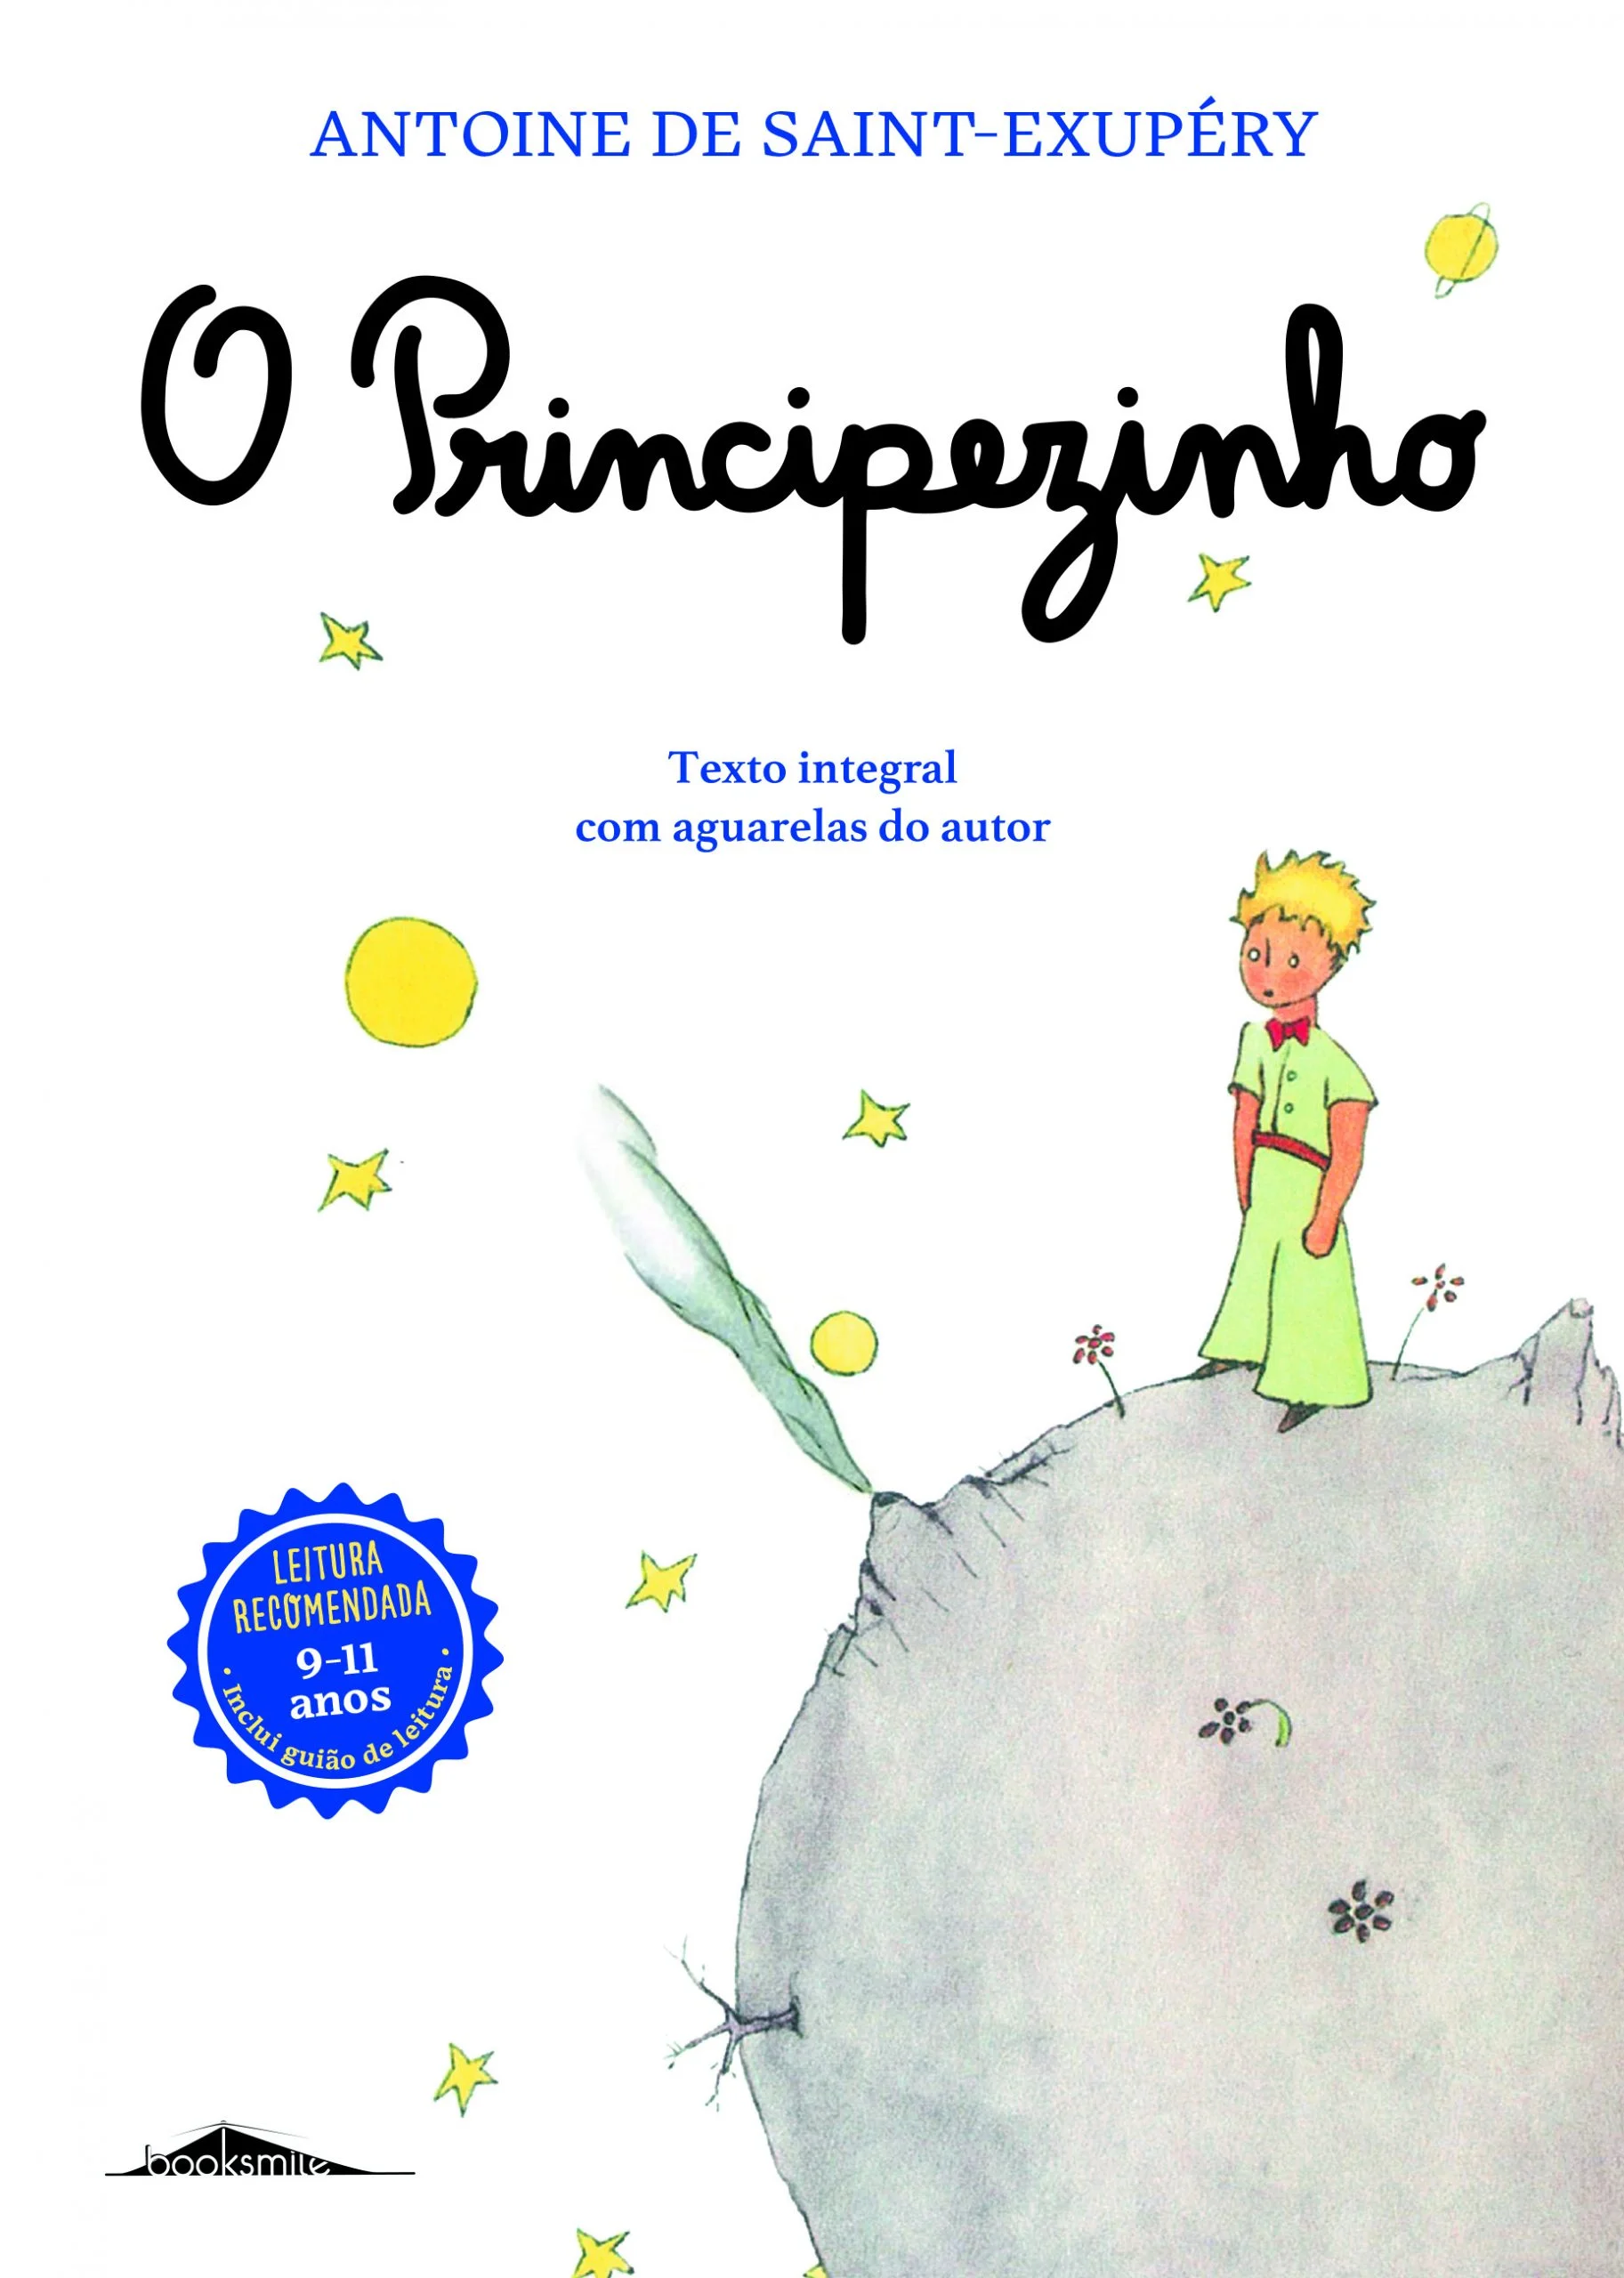 ANTOINE DE SAINT-EXUPÉRY
O Principezinho
Texto integral
com aguarelas do autor
LEITURA
RECOMENDADA
9-11
anos
• Inclui guião de leitura •
booksmile